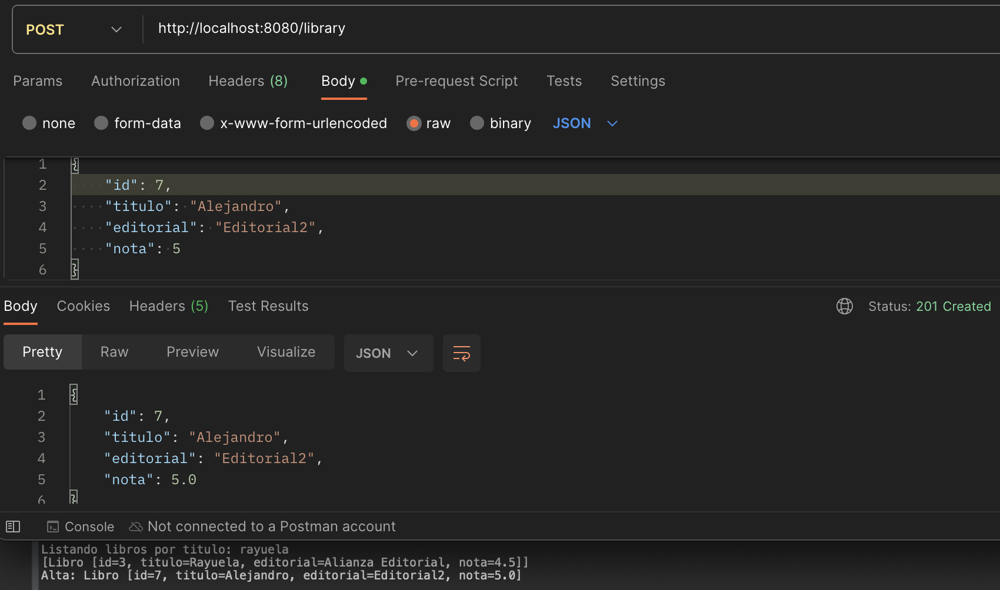 POST http://localhost:8080/library
Params Authorization Headers (8) Body Pre-request Script Tests Settings
none form-data x-www-form-urlencoded raw binary JSON
1 {
2 "id": 7,
3 "titulo": "Alejandro",
4 "editorial": "Editorial2",
5 "nota": 5
6 }
Body Cookies Headers (5) Test Results Status: 201 Created
Pretty Raw Preview Visualize JSON
1 {
2 "id": 7,
3 "titulo": "Alejandro",
4 "editorial": "Editorial2",
5 "nota": 5.0
6 }
Console Not connected to a Postman account
Listando libros por titulo: rayuela
[Libro [id=3, titulo=Rayuela, editorial=Alianza Editorial, nota=4.5]]
Alta: Libro [id=7, titulo=Alejandro, editorial=Editorial2, nota=5.0]